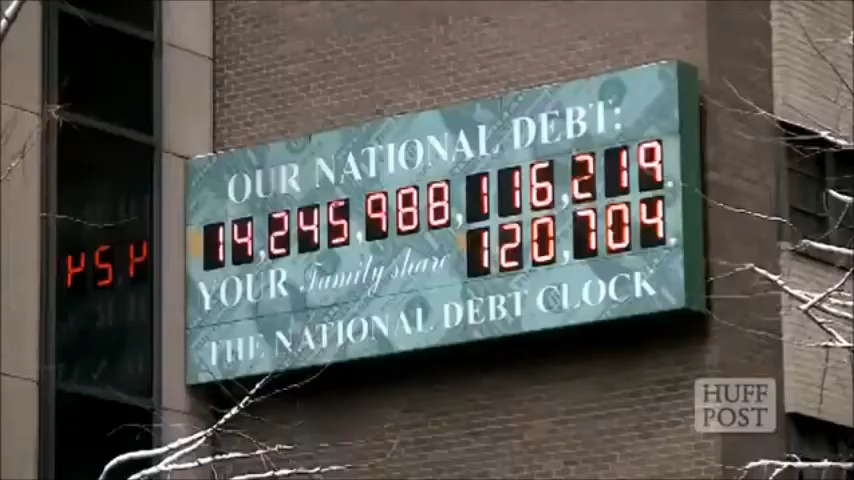 OUR NATIONAL DEBT:
14,245,988,116,219.
YOUR Family share 120,704.
THE NATIONAL DEBT CLOCK
HUFF
POST